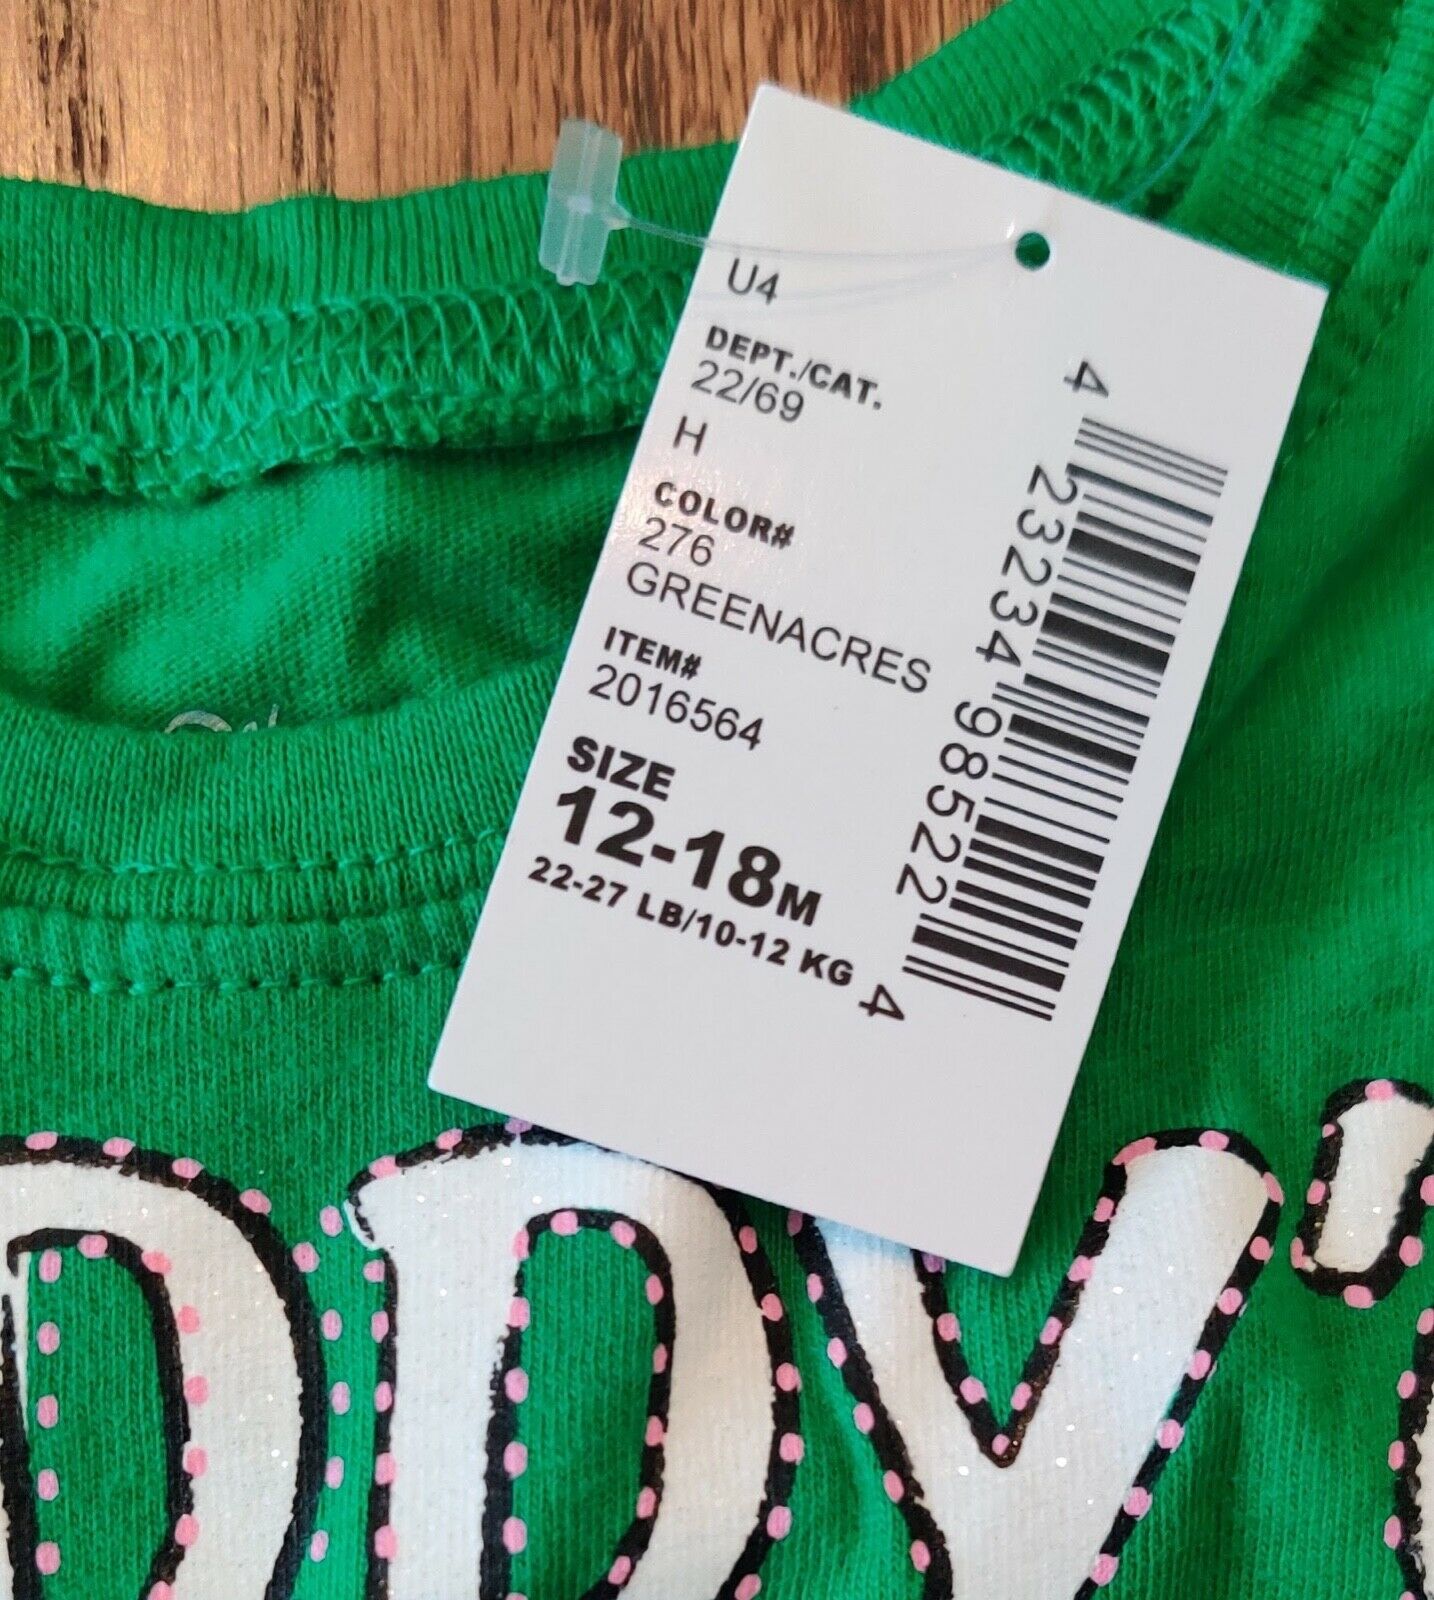 U4
DEPT./CAT.
22/69
H
COLOR#
276
GREENACRES
ITEM#
2016564
SIZE
12-18M
22-27 LB/10-12 KG
4 23234 98522 4
DDY'